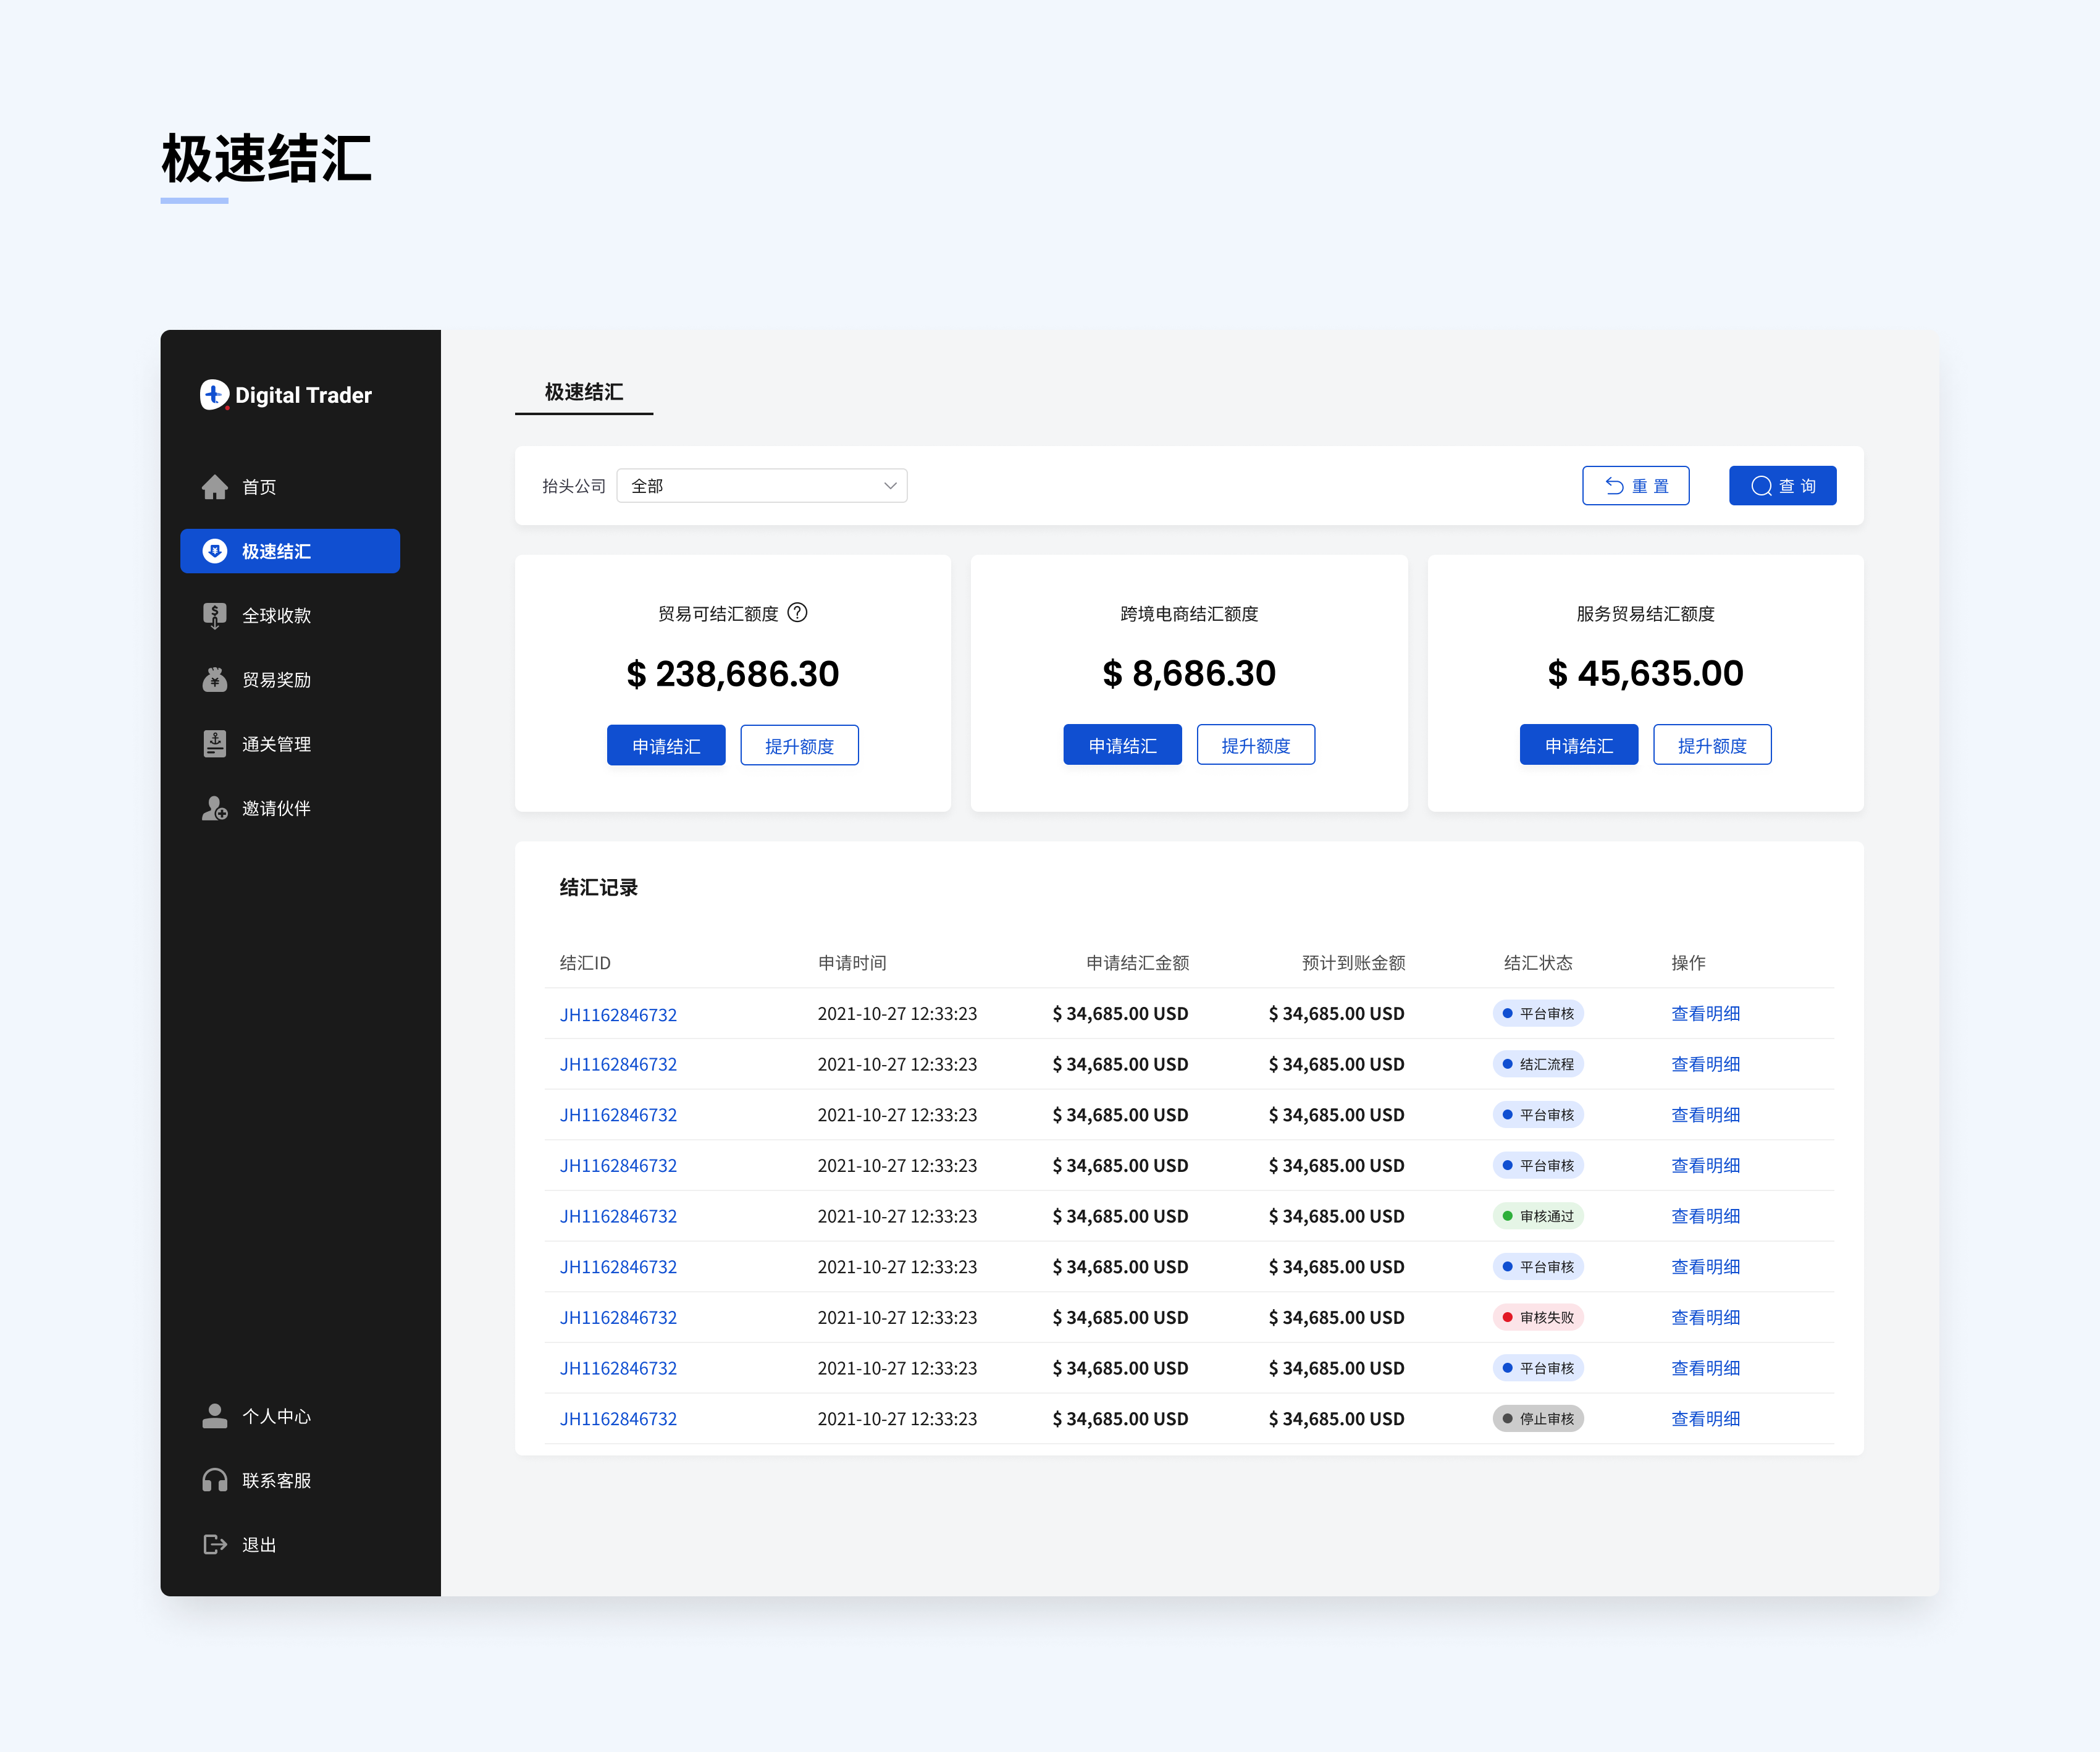 极速结汇
Digital Trader
首页
极速结汇
全球收款
贸易奖励
通关管理
邀请伙伴
个人中心
联系客服
退出
极速结汇
抬头公司 全部 重置 查询
贸易可结汇额度 ?
$ 238,686.30
申请结汇 提升额度
跨境电商结汇额度
$ 8,686.30
申请结汇 提升额度
服务贸易结汇额度
$ 45,635.00
申请结汇 提升额度
结汇记录
结汇ID 申请时间 申请结汇金额 预计到账金额 结汇状态 操作
JH1162846732 2021-10-27 12:33:23 $ 34,685.00 USD $ 34,685.00 USD 平台审核 查看明细
JH1162846732 2021-10-27 12:33:23 $ 34,685.00 USD $ 34,685.00 USD 结汇流程 查看明细
JH1162846732 2021-10-27 12:33:23 $ 34,685.00 USD $ 34,685.00 USD 平台审核 查看明细
JH1162846732 2021-10-27 12:33:23 $ 34,685.00 USD $ 34,685.00 USD 平台审核 查看明细
JH1162846732 2021-10-27 12:33:23 $ 34,685.00 USD $ 34,685.00 USD 审核通过 查看明细
JH1162846732 2021-10-27 12:33:23 $ 34,685.00 USD $ 34,685.00 USD 平台审核 查看明细
JH1162846732 2021-10-27 12:33:23 $ 34,685.00 USD $ 34,685.00 USD 审核失败 查看明细
JH1162846732 2021-10-27 12:33:23 $ 34,685.00 USD $ 34,685.00 USD 平台审核 查看明细
JH1162846732 2021-10-27 12:33:23 $ 34,685.00 USD $ 34,685.00 USD 停止审核 查看明细